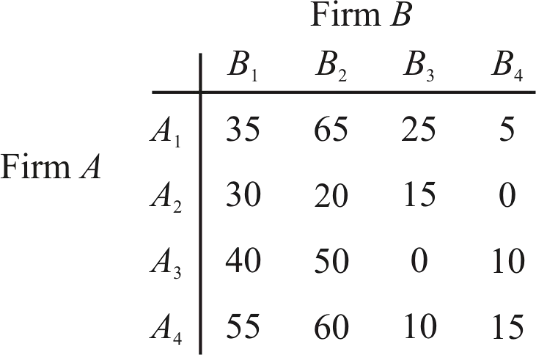 Firm B
B₁ B₂ B₃ B₄
A₁ 35 65 25 5
Firm A
A₂ 30 20 15 0
A₃ 40 50 0 10
A₄ 55 60 10 15